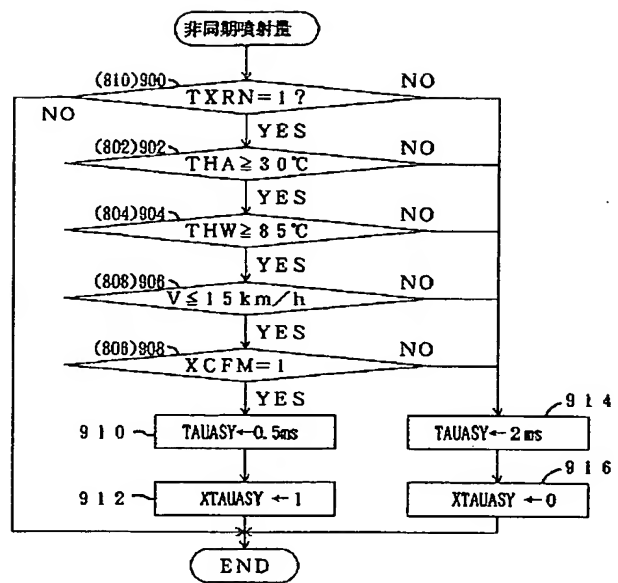 非同期噴射量
(810)900
TXRN=1?
NO
NO
YES
(802)902
THA≧30℃
NO
YES
(804)904
THW≧85℃
NO
YES
(808)906
V≦15km/h
NO
YES
(806)908
XCFM=1
NO
YES
910
TAUASY←0.5ms
914
TAUASY←2ms
912
XTAUASY ←1
916
XTAUASY ←0
END